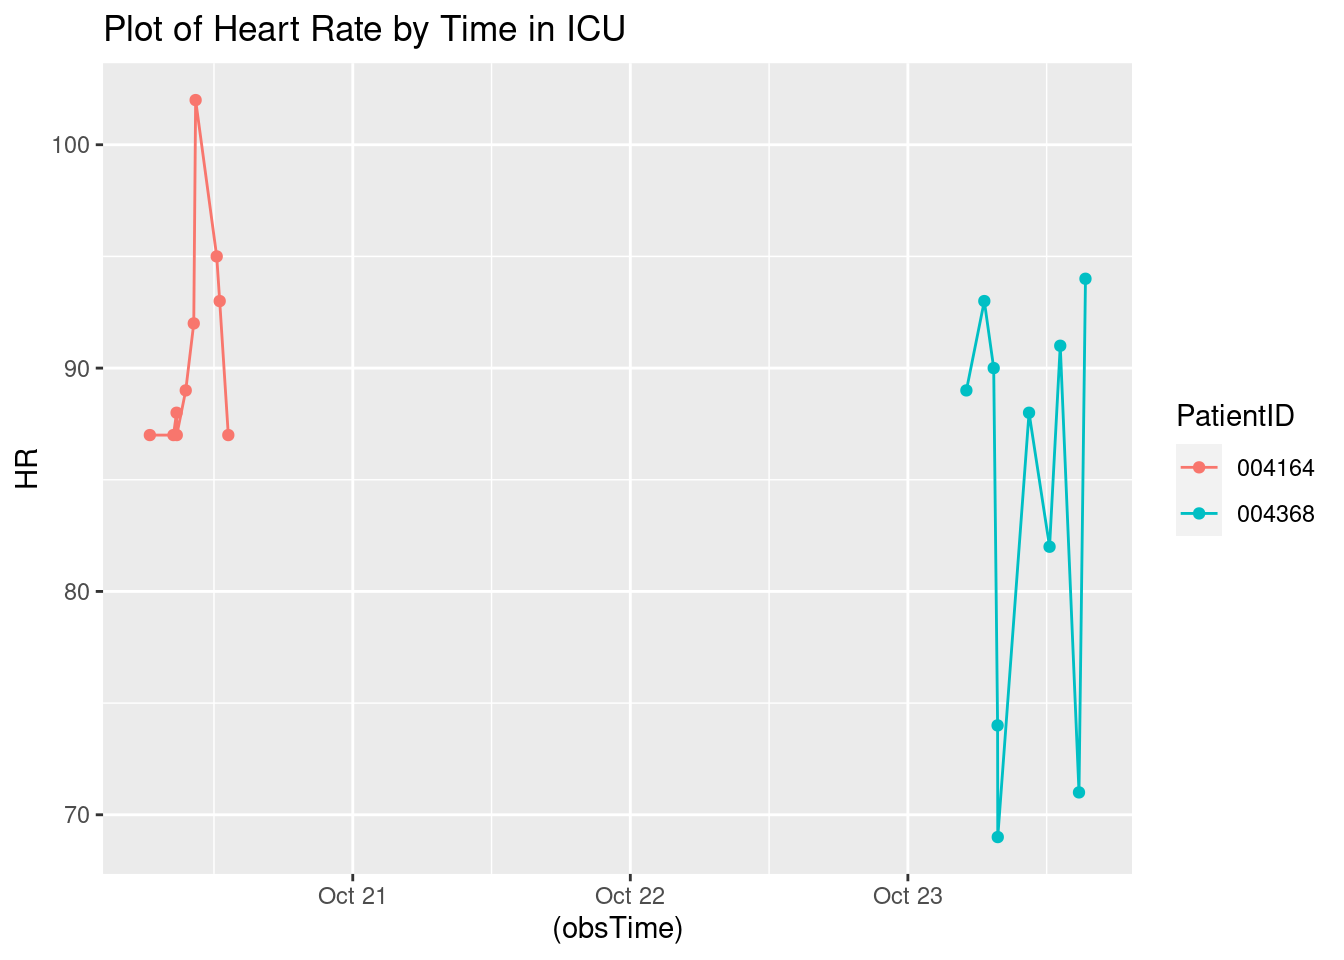 Plot of Heart Rate by Time in ICU
100
90
80
70
HR
Oct 21
Oct 22
Oct 23
(obsTime)
PatientID
004164
004368